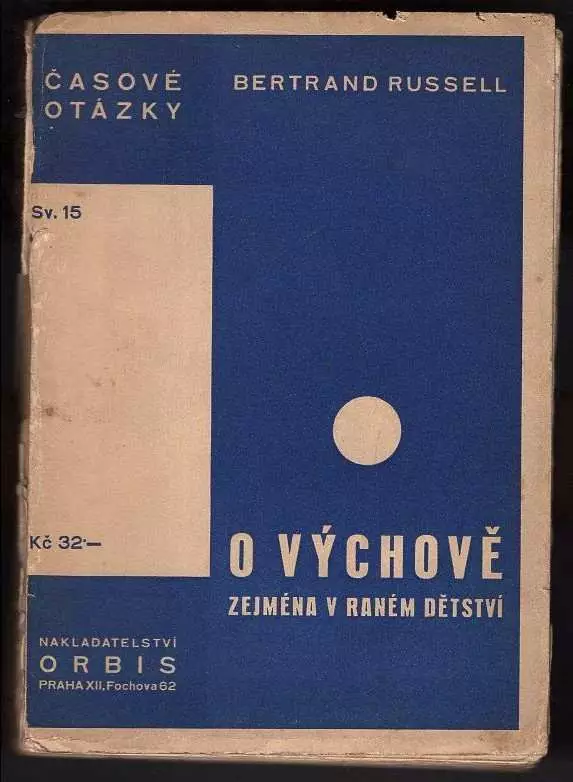 ČASOVÉ
OTÁZKY
BERTRAND RUSSELL
Sv. 15
Kč 32·—
O VÝCHOVĚ
ZEJMÉNA V RANÉM DĚTSTVÍ
NAKLADATELSTVÍ
ORBIS
PRAHA XII, Fochova 62